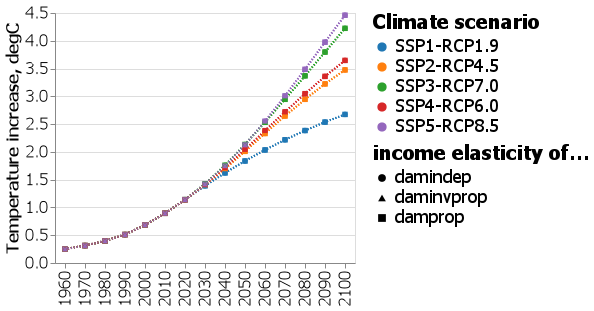 Temperature increase, degC
4.5
4.0
3.5
3.0
2.5
2.0
1.5
1.0
0.5
0.0
1960
1970
1980
1990
2000
2010
2020
2030
2040
2050
2060
2070
2080
2090
2100
Climate scenario
SSP1-RCP1.9
SSP2-RCP4.5
SSP3-RCP7.0
SSP4-RCP6.0
SSP5-RCP8.5
income elasticity of...
damindep
daminvprop
damprop